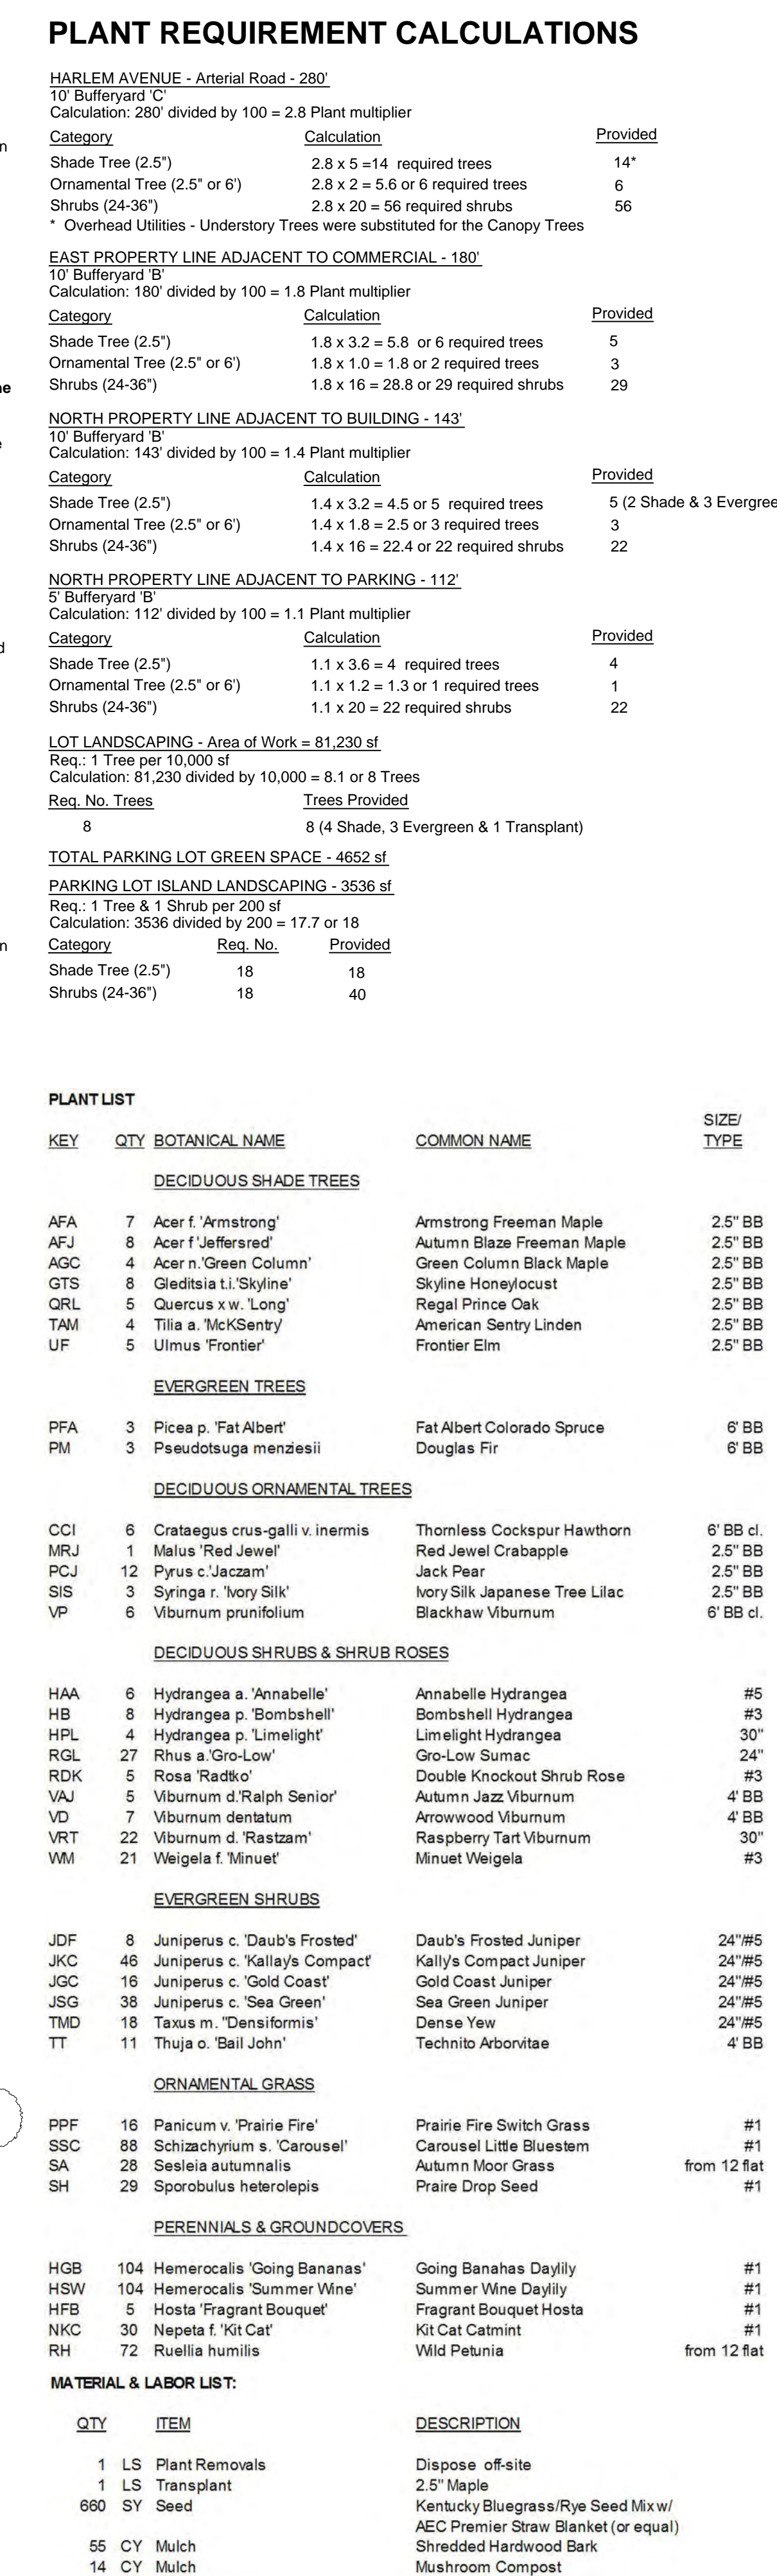 PLANT REQUIREMENT CALCULATIONS
HARLEM AVENUE - Arterial Road - 280'
10' Bufferyard 'C'
Calculation: 280' divided by 100 = 2.8 Plant multiplier
Category Calculation Provided
Shade Tree (2.5") 2.8 x 5 =14 required trees 14*
Ornamental Tree (2.5" or 6') 2.8 x 2 = 5.6 or 6 required trees 6
Shrubs (24-36") 2.8 x 20 = 56 required shrubs 56
* Overhead Utilities - Understory Trees were substituted for the Canopy Trees
EAST PROPERTY LINE ADJACENT TO COMMERCIAL - 180'
10' Bufferyard 'B'
Calculation: 180' divided by 100 = 1.8 Plant multiplier
Category Calculation Provided
Shade Tree (2.5") 1.8 x 3.2 = 5.8 or 6 required trees 5
Ornamental Tree (2.5" or 6') 1.8 x 1.0 = 1.8 or 2 required trees 3
Shrubs (24-36") 1.8 x 16 = 28.8 or 29 required shrubs 29
NORTH PROPERTY LINE ADJACENT TO BUILDING - 143'
10' Bufferyard 'B'
Calculation: 143' divided by 100 = 1.4 Plant multiplier
Category Calculation Provided
Shade Tree (2.5") 1.4 x 3.2 = 4.5 or 5 required trees 5 (2 Shade & 3 Evergree
Ornamental Tree (2.5" or 6') 1.4 x 1.8 = 2.5 or 3 required trees 3
Shrubs (24-36") 1.4 x 16 = 22.4 or 22 required shrubs 22
NORTH PROPERTY LINE ADJACENT TO PARKING - 112'
5' Bufferyard 'B'
Calculation: 112' divided by 100 = 1.1 Plant multiplier
Category Calculation Provided
Shade Tree (2.5") 1.1 x 3.6 = 4 required trees 4
Ornamental Tree (2.5" or 6') 1.1 x 1.2 = 1.3 or 1 required trees 1
Shrubs (24-36") 1.1 x 20 = 22 required shrubs 22
LOT LANDSCAPING - Area of Work = 81,230 sf
Req.: 1 Tree per 10,000 sf
Calculation: 81,230 divided by 10,000 = 8.1 or 8 Trees
Req. No. Trees Trees Provided
8 8 (4 Shade, 3 Evergreen & 1 Transplant)
TOTAL PARKING LOT GREEN SPACE - 4652 sf
PARKING LOT ISLAND LANDSCAPING - 3536 sf
Req.: 1 Tree & 1 Shrub per 200 sf
Calculation: 3536 divided by 200 = 17.7 or 18
Category Req. No. Provided
Shade Tree (2.5") 18 18
Shrubs (24-36") 18 40
PLANT LIST
SIZE/
KEY QTY BOTANICAL NAME COMMON NAME TYPE
DECIDUOUS SHADE TREES
AFA 7 Acer f. 'Armstrong' Armstrong Freeman Maple 2.5" BB
AFJ 8 Acer f 'Jeffersred' Autumn Blaze Freeman Maple 2.5" BB
AGC 4 Acer n.'Green Column' Green Column Black Maple 2.5" BB
GTS 8 Gleditsia t.i.'Skyline' Skyline Honeylocust 2.5" BB
QRL 5 Quercus x w. 'Long' Regal Prince Oak 2.5" BB
TAM 4 Tilia a. 'McKSentry' American Sentry Linden 2.5" BB
UF 5 Ulmus 'Frontier' Frontier Elm 2.5" BB
EVERGREEN TREES
PFA 3 Picea p. 'Fat Albert' Fat Albert Colorado Spruce 6' BB
PM 3 Pseudotsuga menziesii Douglas Fir 6' BB
DECIDUOUS ORNAMENTAL TREES
CCI 6 Crataegus crus-galli v. inermis Thornless Cockspur Hawthorn 6' BB cl.
MRJ 1 Malus 'Red Jewel' Red Jewel Crabapple 2.5" BB
PCJ 12 Pyrus c.'Jaczam' Jack Pear 2.5" BB
SIS 3 Syringa r. 'Ivory Silk' Ivory Silk Japanese Tree Lilac 2.5" BB
VP 6 Viburnum prunifolium Blackhaw Viburnum 6' BB cl.
DECIDUOUS SHRUBS & SHRUB ROSES
HAA 6 Hydrangea a. 'Annabelle' Annabelle Hydrangea #5
HB 8 Hydrangea p. 'Bombshell' Bombshell Hydrangea #3
HPL 4 Hydrangea p. 'Limelight' Limelight Hydrangea 30"
RGL 27 Rhus a.'Gro-Low' Gro-Low Sumac 24"
RDK 5 Rosa 'Radtko' Double Knockout Shrub Rose #3
VAJ 5 Viburnum d.'Ralph Senior' Autumn Jazz Viburnum 4' BB
VD 7 Viburnum dentatum Arrowwood Viburnum 4' BB
VRT 22 Viburnum d. 'Rastzam' Raspberry Tart Viburnum 30"
WM 21 Weigela f. 'Minuet' Minuet Weigela #3
EVERGREEN SHRUBS
JDF 8 Juniperus c. 'Daub's Frosted' Daub's Frosted Juniper 24"/#5
JKC 46 Juniperus c. 'Kallay's Compact' Kally's Compact Juniper 24"/#5
JGC 16 Juniperus c. 'Gold Coast' Gold Coast Juniper 24"/#5
JSG 38 Juniperus c. 'Sea Green' Sea Green Juniper 24"/#5
TMD 18 Taxus m. "Densiformis' Dense Yew 24"/#5
TT 11 Thuja o. 'Bail John' Technito Arborvitae 4' BB
ORNAMENTAL GRASS
PPF 16 Panicum v. 'Prairie Fire' Prairie Fire Switch Grass #1
SSC 88 Schizachyrium s. 'Carousel' Carousel Little Bluestem #1
SA 28 Sesleia autumnalis Autumn Moor Grass from 12 flat
SH 29 Sporobulus heterolepis Praire Drop Seed #1
PERENNIALS & GROUNDCOVERS
HGB 104 Hemerocalis 'Going Bananas' Going Banahas Daylily #1
HSW 104 Hemerocalis 'Summer Wine' Summer Wine Daylily #1
HFB 5 Hosta 'Fragrant Bouquet' Fragrant Bouquet Hosta #1
NKC 30 Nepeta f. 'Kit Cat' Kit Cat Catmint #1
RH 72 Ruellia humilis Wild Petunia from 12 flat
MATERIAL & LABOR LIST:
QTY ITEM DESCRIPTION
1 LS Plant Removals Dispose off-site
1 LS Transplant 2.5" Maple
660 SY Seed Kentucky Bluegrass/Rye Seed Mix w/
AEC Premier Straw Blanket (or equal)
55 CY Mulch Shredded Hardwood Bark
14 CY Mulch Mushroom Compost